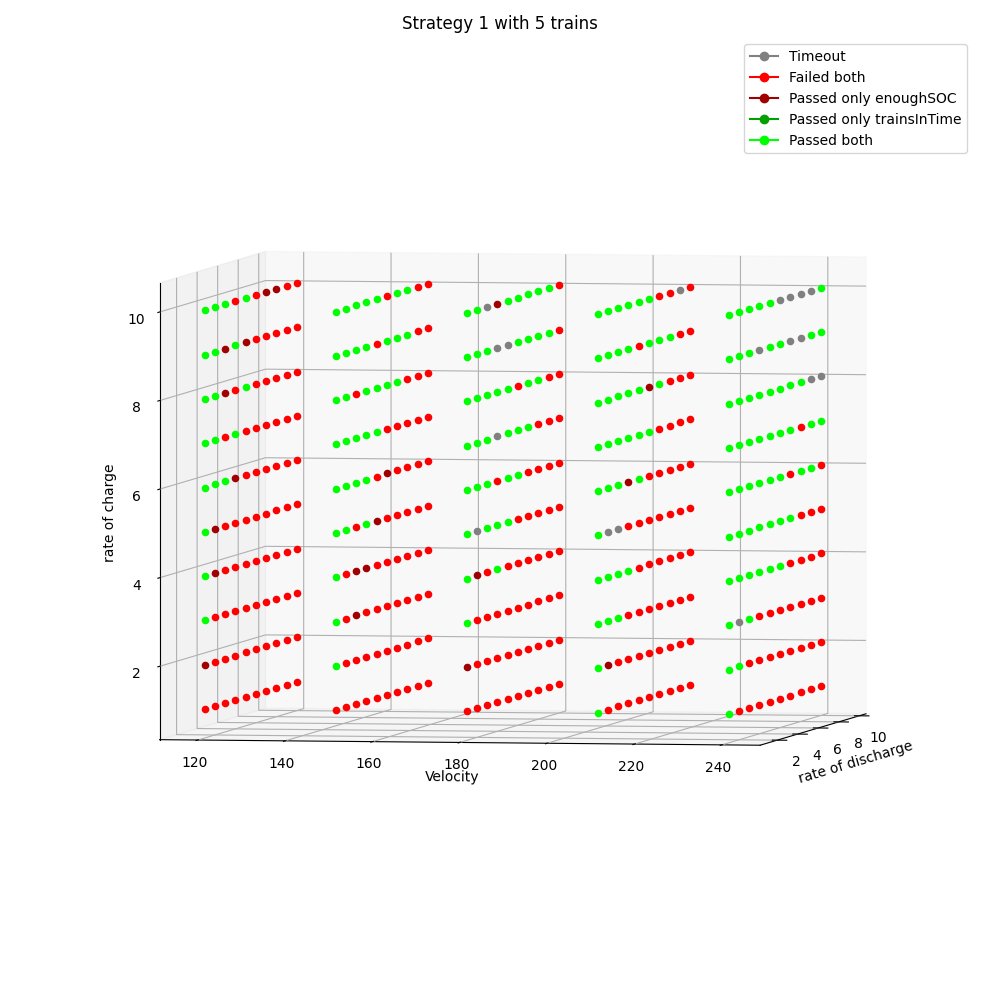 Strategy 1 with 5 trains
Timeout
Failed both
Passed only enoughSOC
Passed only trainsInTime
Passed both
10
8
6
4
2
rate of charge
120 140 160 180 200 220 240
Velocity
2 4 6 8 10
rate of discharge